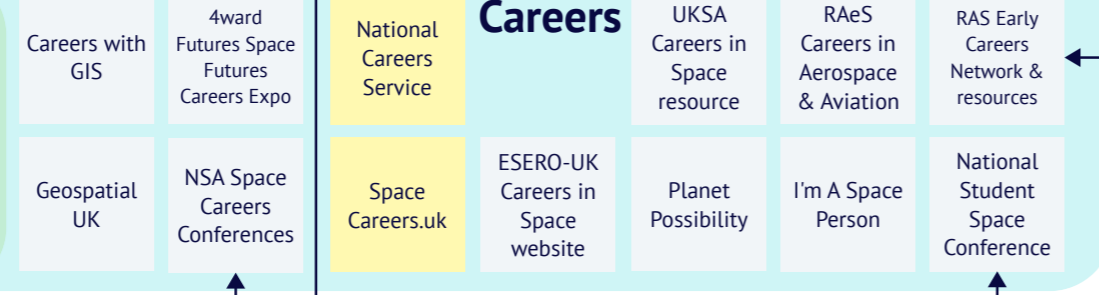 Careers with
GIS
4ward
Futures Space
Futures
Careers Expo
National
Careers
Service
Careers
UKSA
Careers in
Space
resource
RAeS
Careers in
Aerospace
& Aviation
RAS Early
Careers
Network &
resources
Geospatial
UK
NSA Space
Careers
Conferences
Space
Careers.uk
ESERO-UK
Careers in
Space
website
Planet
Possibility
I'm A Space
Person
National
Student
Space
Conference